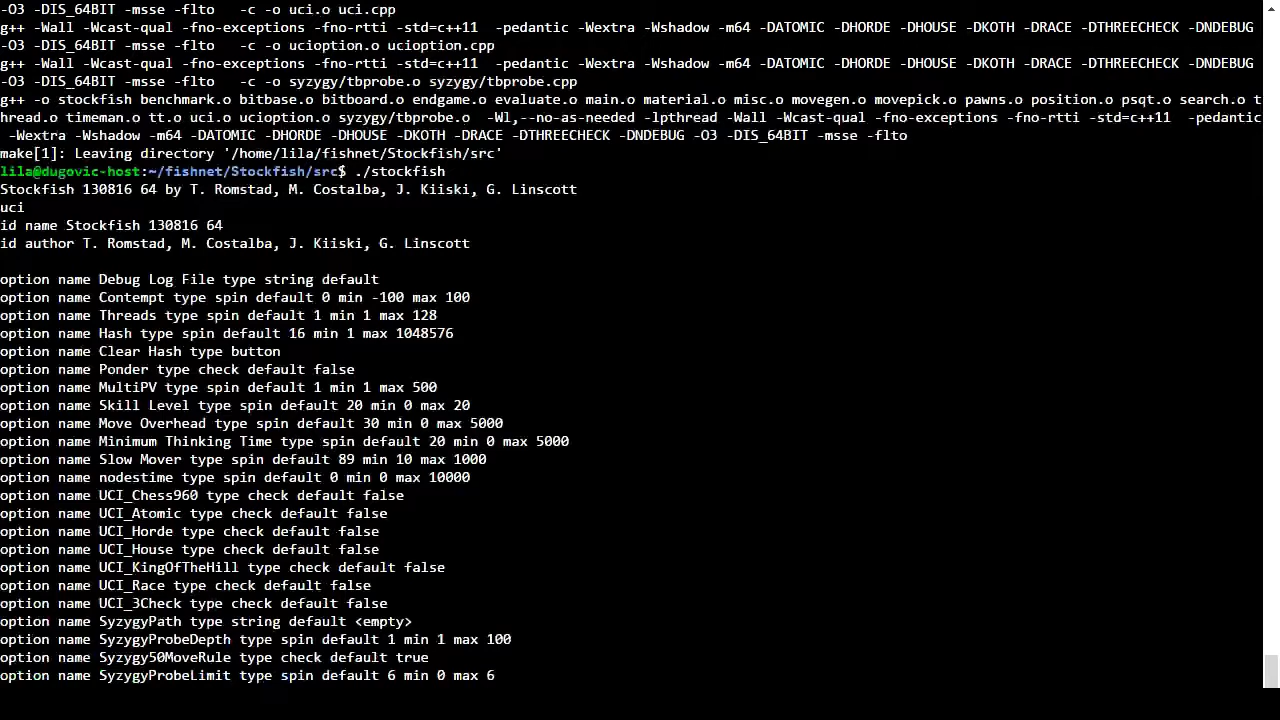 -O3 -DIS_64BIT -msse -flto   -c -o uci.o uci.cpp
g++ -Wall -Wcast-qual -fno-exceptions -fno-rtti -std=c++11  -pedantic -Wextra -Wshadow -m64 -DATOMIC -DHORDE -DHOUSE -DKOTH -DRACE -DTHREECHECK -DNDEBUG
-O3 -DIS_64BIT -msse -flto   -c -o ucioption.o ucioption.cpp
g++ -Wall -Wcast-qual -fno-exceptions -fno-rtti -std=c++11  -pedantic -Wextra -Wshadow -m64 -DATOMIC -DHORDE -DHOUSE -DKOTH -DRACE -DTHREECHECK -DNDEBUG
-O3 -DIS_64BIT -msse -flto   -c -o syzygy/tbprobe.o syzygy/tbprobe.cpp
g++ -o stockfish benchmark.o bitbase.o bitboard.o endgame.o evaluate.o main.o material.o misc.o movegen.o movepick.o pawns.o position.o psqt.o search.o t
hread.o timeman.o tt.o uci.o ucioption.o syzygy/tbprobe.o  -Wl,--no-as-needed -lpthread -Wall -Wcast-qual -fno-exceptions -fno-rtti -std=c++11  -pedantic
 -Wextra -Wshadow -m64 -DATOMIC -DHORDE -DHOUSE -DKOTH -DRACE -DTHREECHECK -DNDEBUG -O3 -DIS_64BIT -msse -flto
make[1]: Leaving directory '/home/lila/fishnet/Stockfish/src'
lila@dugovic-host:~/fishnet/Stockfish/src$ ./stockfish
Stockfish 130816 64 by T. Romstad, M. Costalba, J. Kiiski, G. Linscott
uci
id name Stockfish 130816 64
id author T. Romstad, M. Costalba, J. Kiiski, G. Linscott
option name Debug Log File type string default
option name Contempt type spin default 0 min -100 max 100
option name Threads type spin default 1 min 1 max 128
option name Hash type spin default 16 min 1 max 1048576
option name Clear Hash type button
option name Ponder type check default false
option name MultiPV type spin default 1 min 1 max 500
option name Skill Level type spin default 20 min 0 max 20
option name Move Overhead type spin default 30 min 0 max 5000
option name Minimum Thinking Time type spin default 20 min 0 max 5000
option name Slow Mover type spin default 89 min 10 max 1000
option name nodestime type spin default 0 min 0 max 10000
option name UCI_Chess960 type check default false
option name UCI_Atomic type check default false
option name UCI_Horde type check default false
option name UCI_House type check default false
option name UCI_KingOfTheHill type check default false
option name UCI_Race type check default false
option name UCI_3Check type check default false
option name SyzygyPath type string default <empty>
option name SyzygyProbeDepth type spin default 1 min 1 max 100
option name Syzygy50MoveRule type check default true
option name SyzygyProbeLimit type spin default 6 min 0 max 6